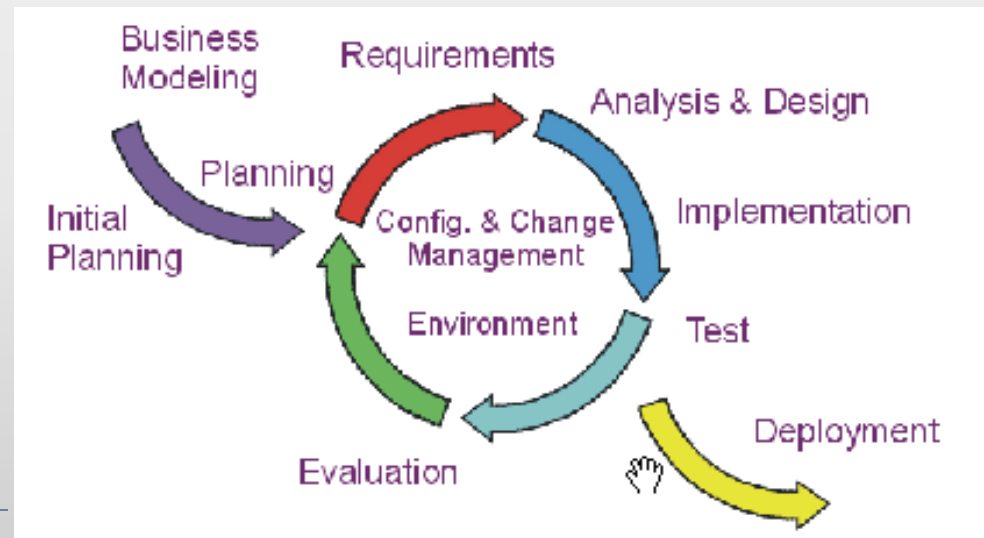 Business
Modeling
Requirements
Analysis & Design
Planning
Initial
Planning
Config. & Change
Management
Implementation
Environment
Test
Deployment
Evaluation